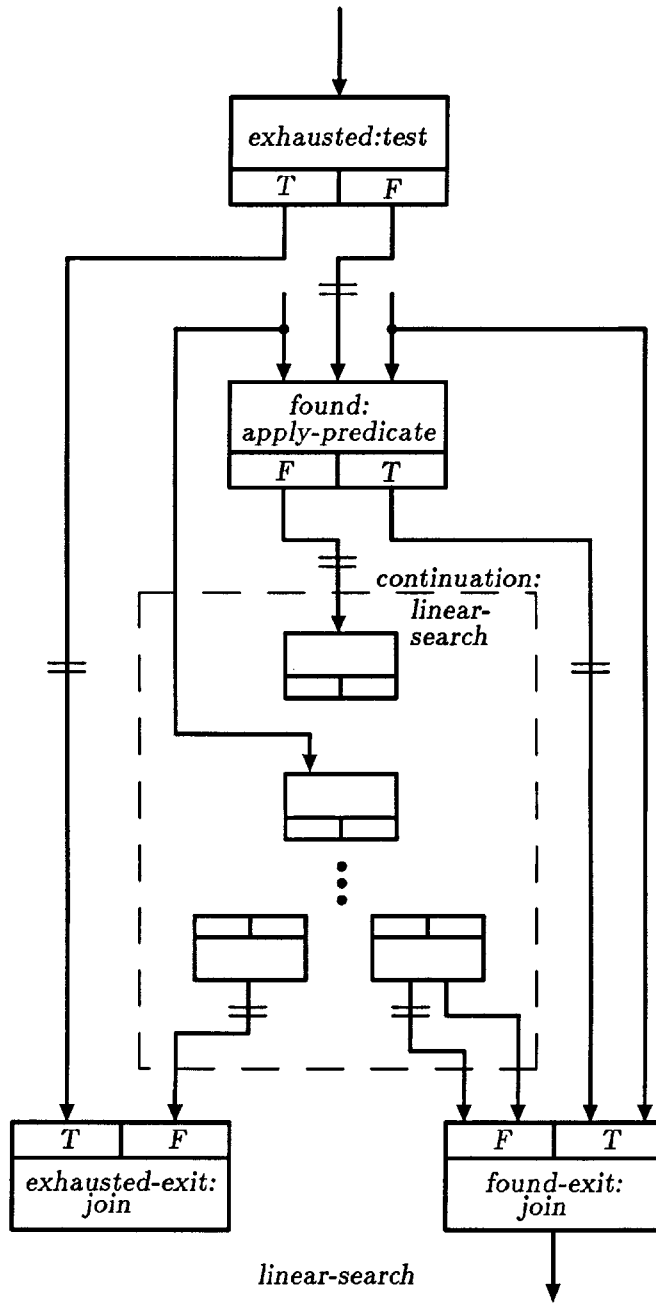 exhausted:test
T F
found:
apply-predicate
F T
continuation:
linear-
search
T F
exhausted-exit:
join
F T
found-exit:
join
linear-search